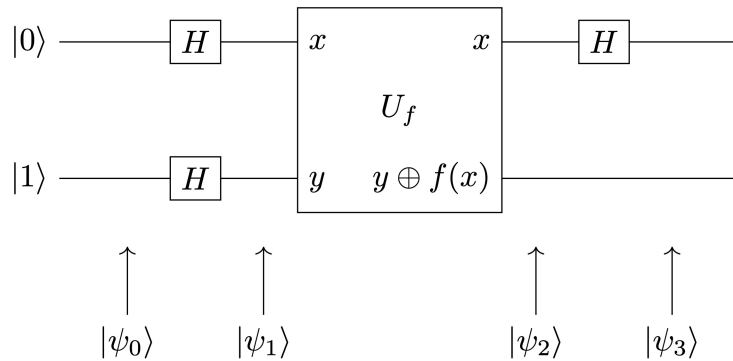 |0⟩ H x x H
U_f
|1⟩ H y y ⊕ f(x)
|ψ₀⟩ |ψ₁⟩ |ψ₂⟩ |ψ₃⟩